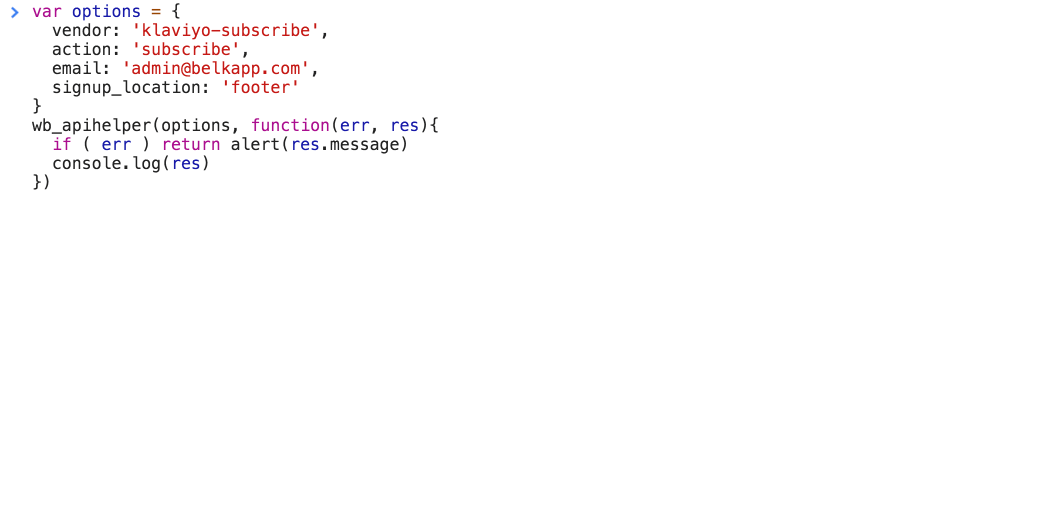 > var options = {
  vendor: 'klaviyo-subscribe',
  action: 'subscribe',
  email: 'admin@belkapp.com',
  signup_location: 'footer'
}
wb_apihelper(options, function(err, res){
  if ( err ) return alert(res.message)
  console.log(res)
})